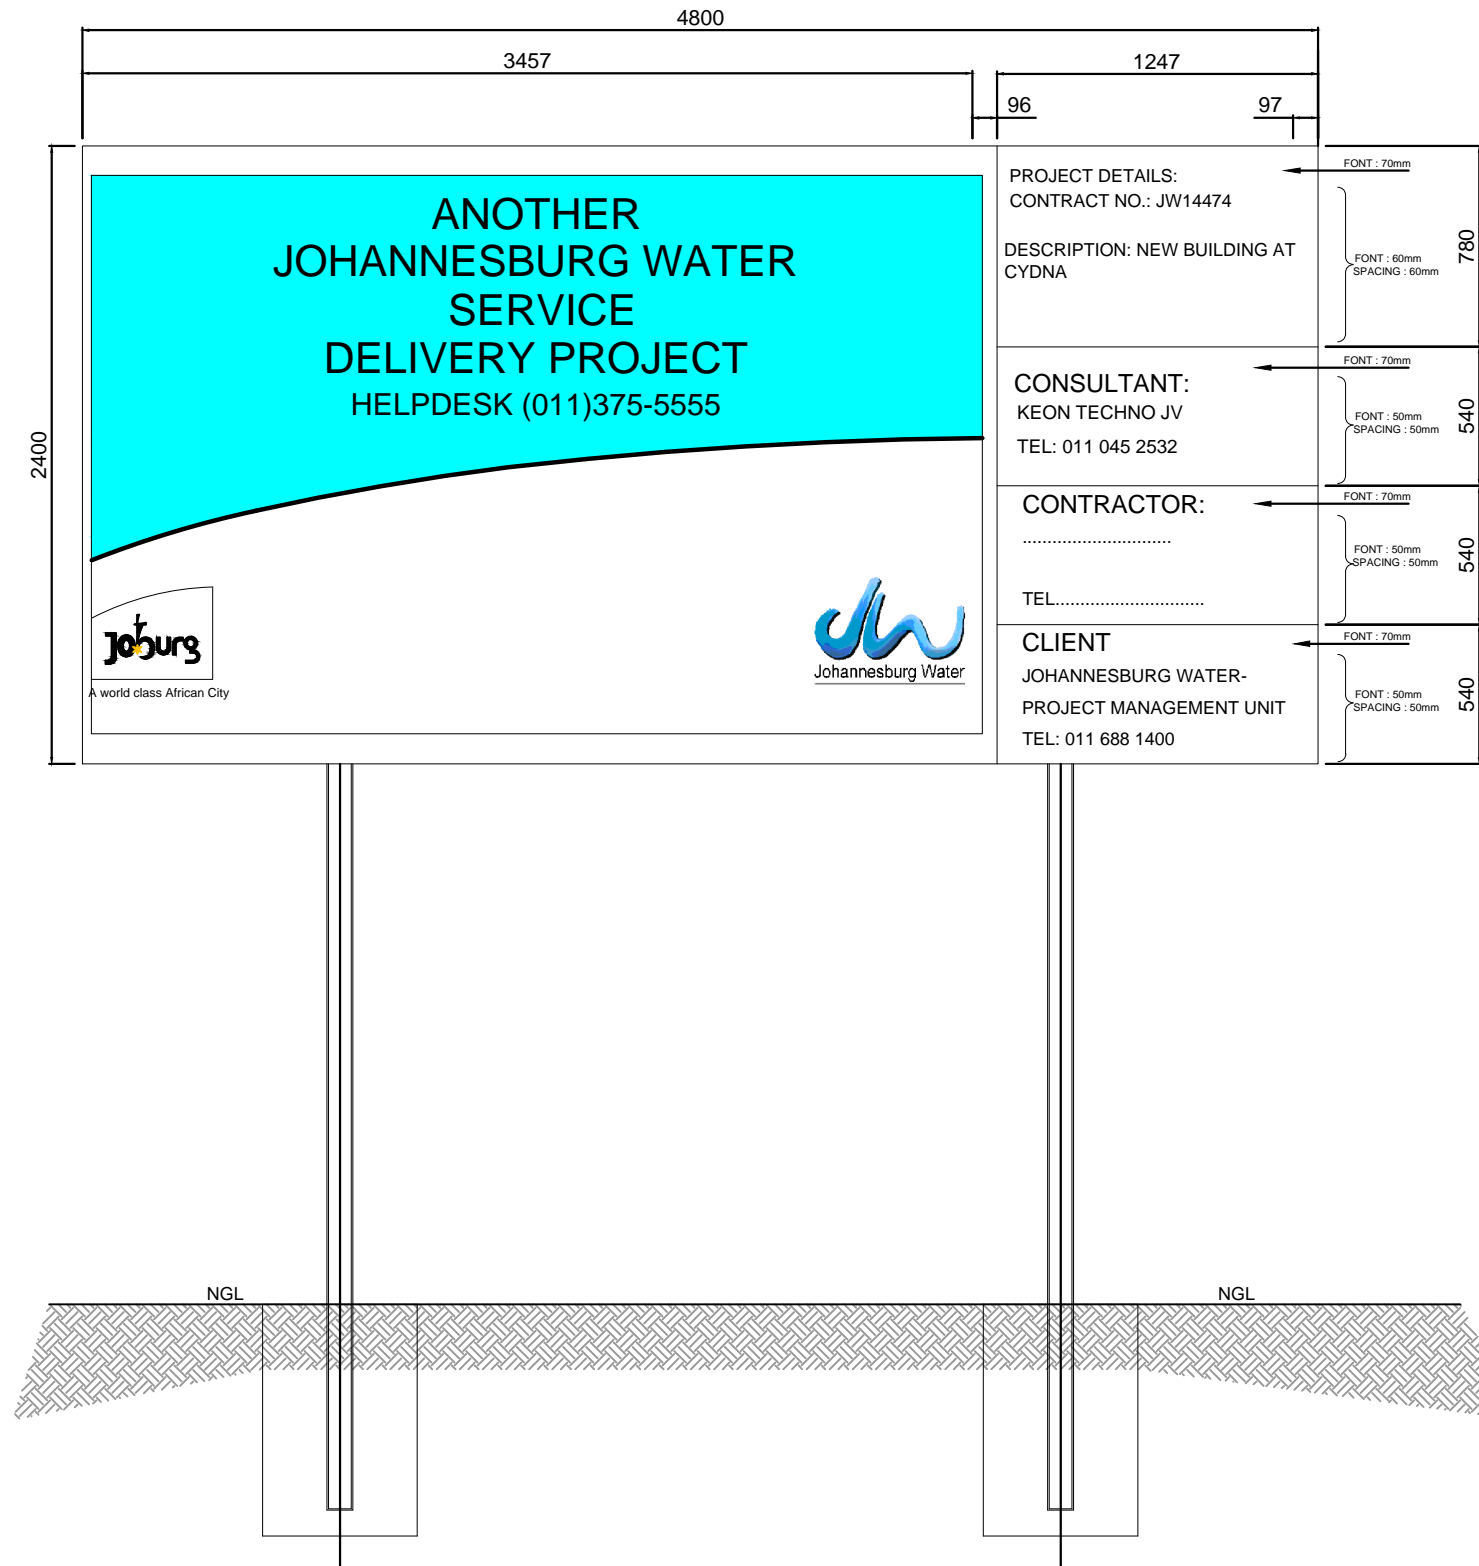 4800
3457
1247
96
97
2400
ANOTHER
JOHANNESBURG WATER
SERVICE
DELIVERY PROJECT
HELPDESK (011)375-5555
Joburg
A world class African City
Johannesburg Water
PROJECT DETAILS:
CONTRACT NO.: JW14474
DESCRIPTION: NEW BUILDING AT
CYDNA
CONSULTANT:
KEON TECHNO JV
TEL: 011 045 2532
CONTRACTOR:
..............................
TEL..............................
CLIENT
JOHANNESBURG WATER-
PROJECT MANAGEMENT UNIT
TEL: 011 688 1400
FONT : 70mm
FONT : 60mm
SPACING : 60mm
780
FONT : 70mm
FONT : 50mm
SPACING : 50mm
540
FONT : 70mm
FONT : 50mm
SPACING : 50mm
540
FONT : 70mm
FONT : 50mm
SPACING : 50mm
540
NGL
NGL